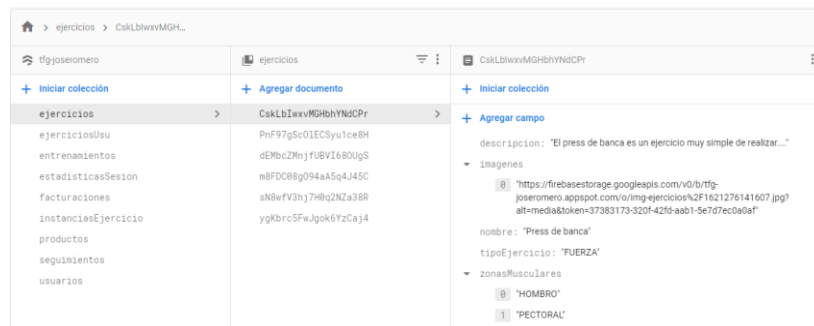 ejercicios > CskLbIwxvMGH...
tfg-joseromero
ejercicios
CskLbIwxvMGHbhYNdCPr
+ Iniciar colección
+ Agregar documento
+ Iniciar colección
ejercicios
ejerciciosUsu
entrenamientos
estadisticasSesion
facturaciones
instanciasEjercicio
productos
seguimientos
usuarios
CskLbIwxvMGHbhYNdCPr
PnF97gScO1ECSyu1ce8H
dEMbcZMnjfUBVI68OUgS
m8FDC08gO94aA5q4J45C
sN8wfV3hj7H0q2NZa38R
ygKbrc5FwJgok6YzCaj4
+ Agregar campo
descripcion: "El press de banca es un ejercicio muy simple de realizar...."
imagenes
0 "https://firebasestorage.googleapis.com/v0/b/tfg-
joseromero.appspot.com/o/img-ejercicios%2F1621276141607.jpg?
alt=media&token=37383173-320f-42fd-aab1-5e7d7ec0a0af"
nombre: "Press de banca"
tipoEjercicio: "FUERZA"
zonasMusculares
0 "HOMBRO"
1 "PECTORAL"